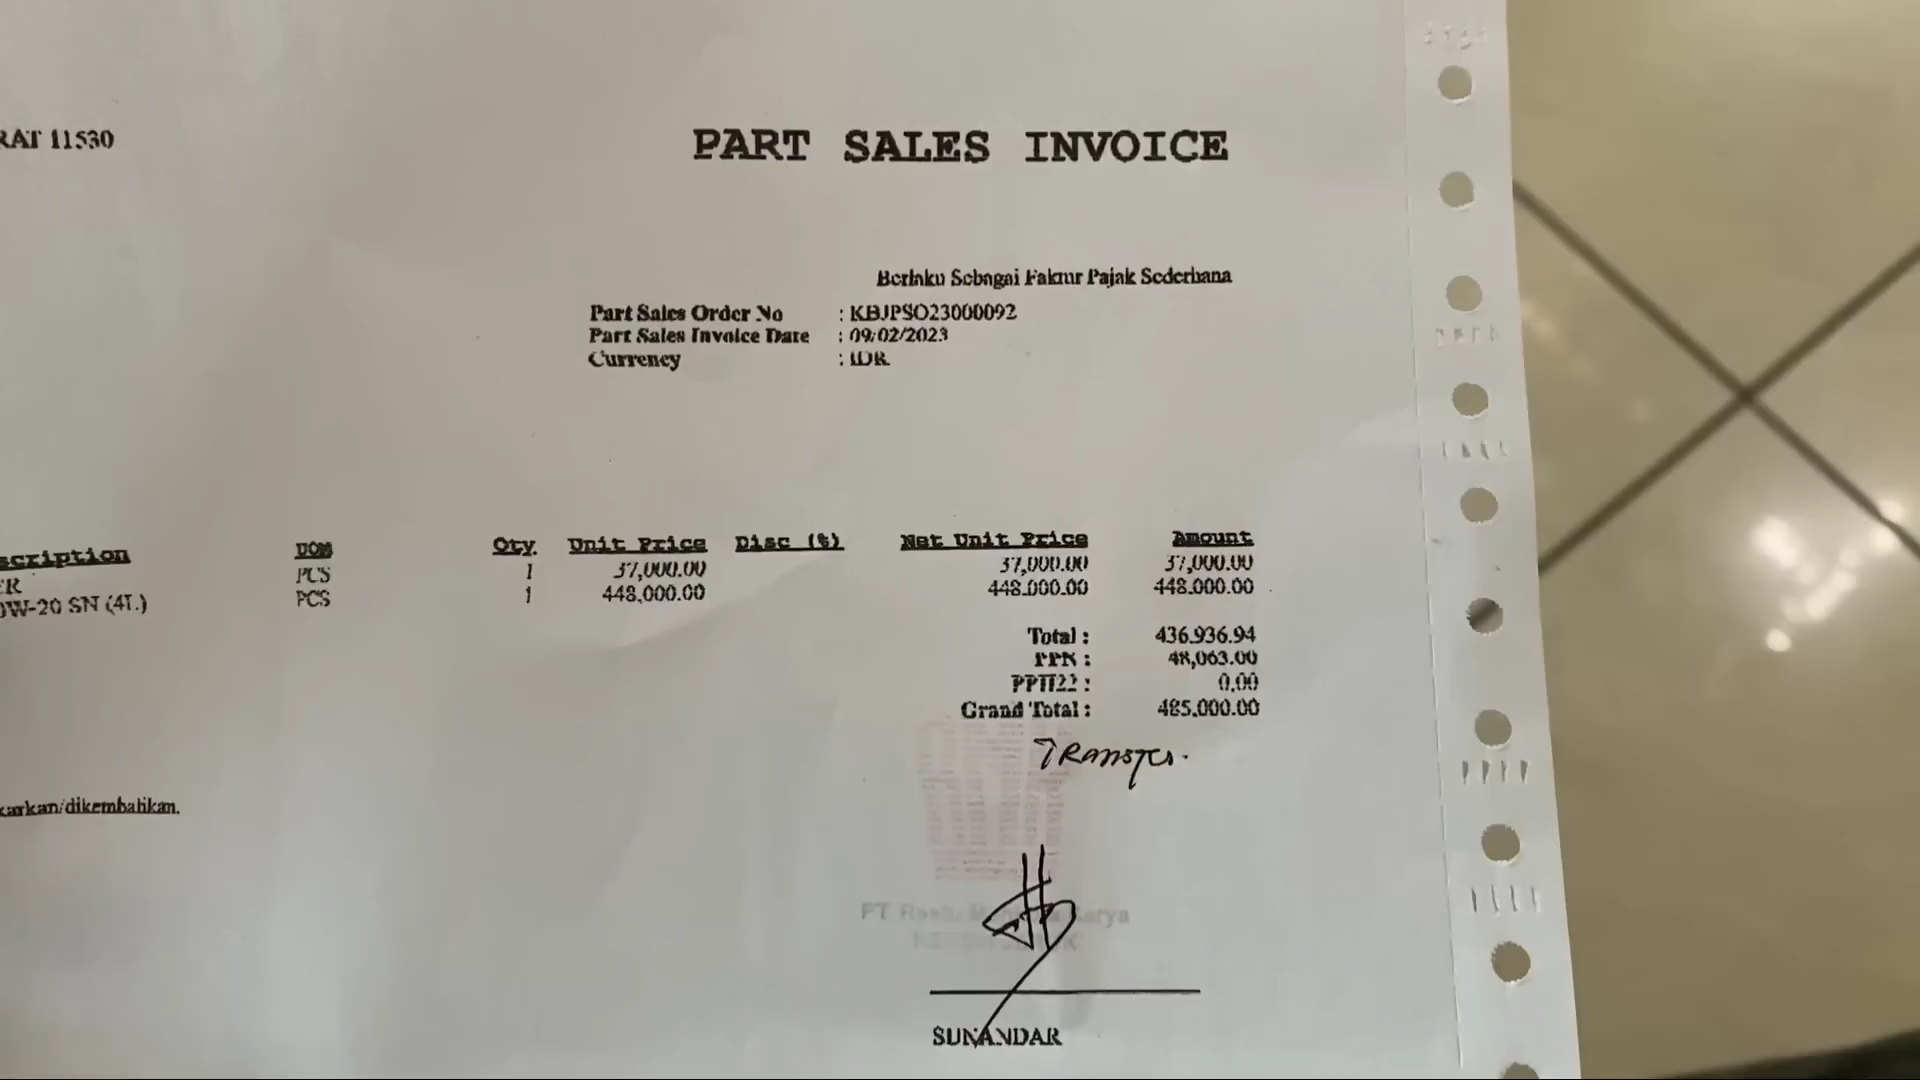 RAT 11530
PART SALES INVOICE
Berlaku Sebagai Faktur Pajak Sederhana
Part Sales Order No : KBJPSO23000092
Part Sales Invoice Date : 09/02/2023
Currency : IDR
scription UOM Qty Unit Price Disc (%) Net Unit Price Amount
ER PCS 1 37,000.00 37,000.00 37,000.00
0W-20 SN (4L) PCS 1 448,000.00 448.000.00 448.000.00
Total : 436.936.94
PPN : 48,063.00
PPH22 : 0.00
Grand Total : 485,000.00
TRANSFER.
karkan/dikembalikan.
PT Karya
SUNANDAR